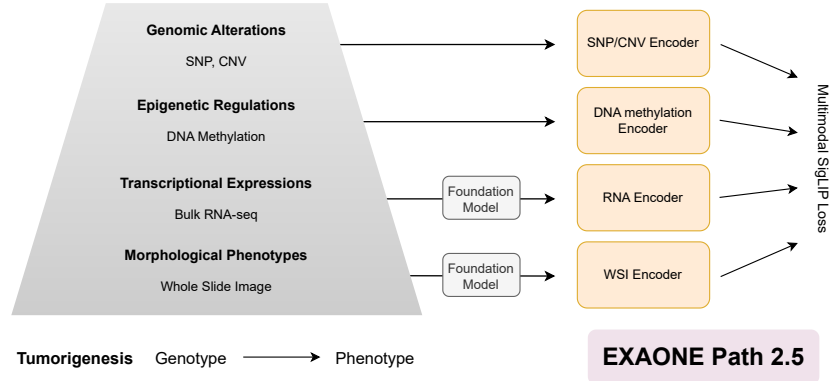 Genomic Alterations
SNP, CNV
SNP/CNV Encoder
Epigenetic Regulations
DNA Methylation
DNA methylation
Encoder
Transcriptional Expressions
Bulk RNA-seq
Foundation
Model
RNA Encoder
Morphological Phenotypes
Whole Slide Image
Foundation
Model
WSI Encoder
Multimodal SigLIP Loss
Tumorigenesis Genotype Phenotype
EXAONE Path 2.5